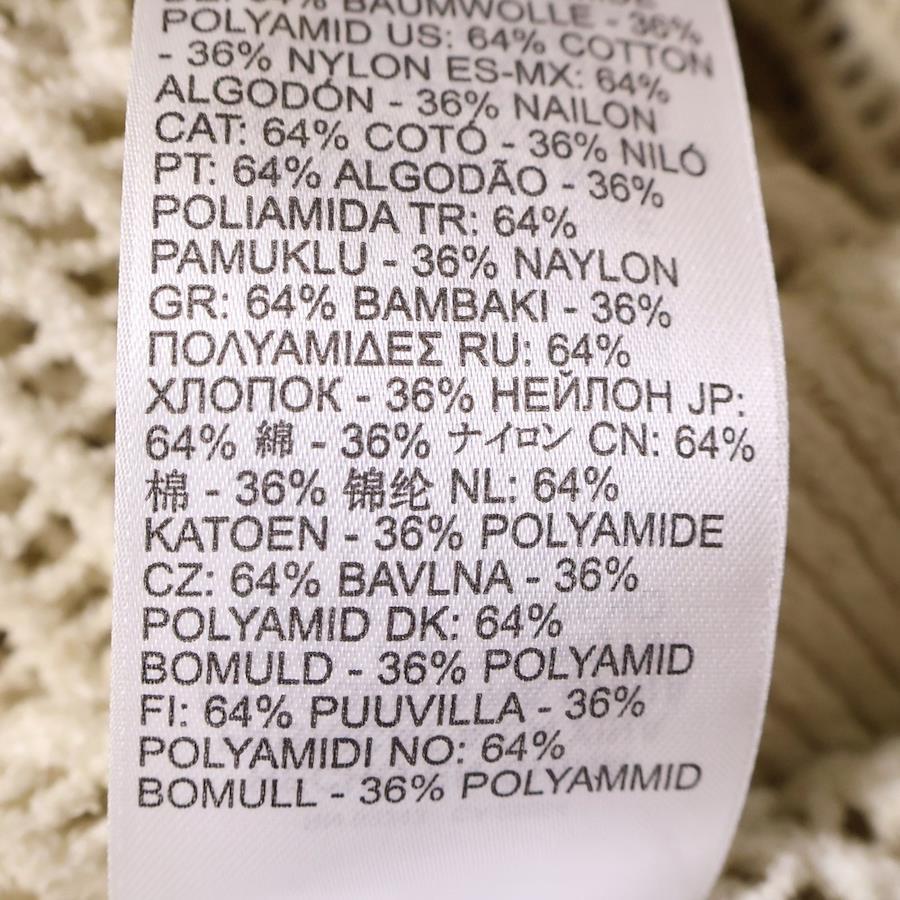 64% BAUMWOLLE - 36%
POLYAMID US: 64% COTTON
- 36% NYLON ES-MX: 64%
ALGODÓN - 36% NAILON
CAT: 64% COTÓ - 36% NILÓ
PT: 64% ALGODÃO - 36%
POLIAMIDA TR: 64%
PAMUKLU - 36% NAYLON
GR: 64% BAMBAKI - 36%
ΠΟΛΥΑΜΙΔΕΣ RU: 64%
ХЛОПОК - 36% НЕЙЛОН JP:
64% 綿 - 36% ナイロン CN: 64%
棉 - 36% 锦纶 NL: 64%
KATOEN - 36% POLYAMIDE
CZ: 64% BAVLNA - 36%
POLYAMID DK: 64%
BOMULD - 36% POLYAMID
FI: 64% PUUVILLA - 36%
POLYAMIDI NO: 64%
BOMULL - 36% POLYAMMID